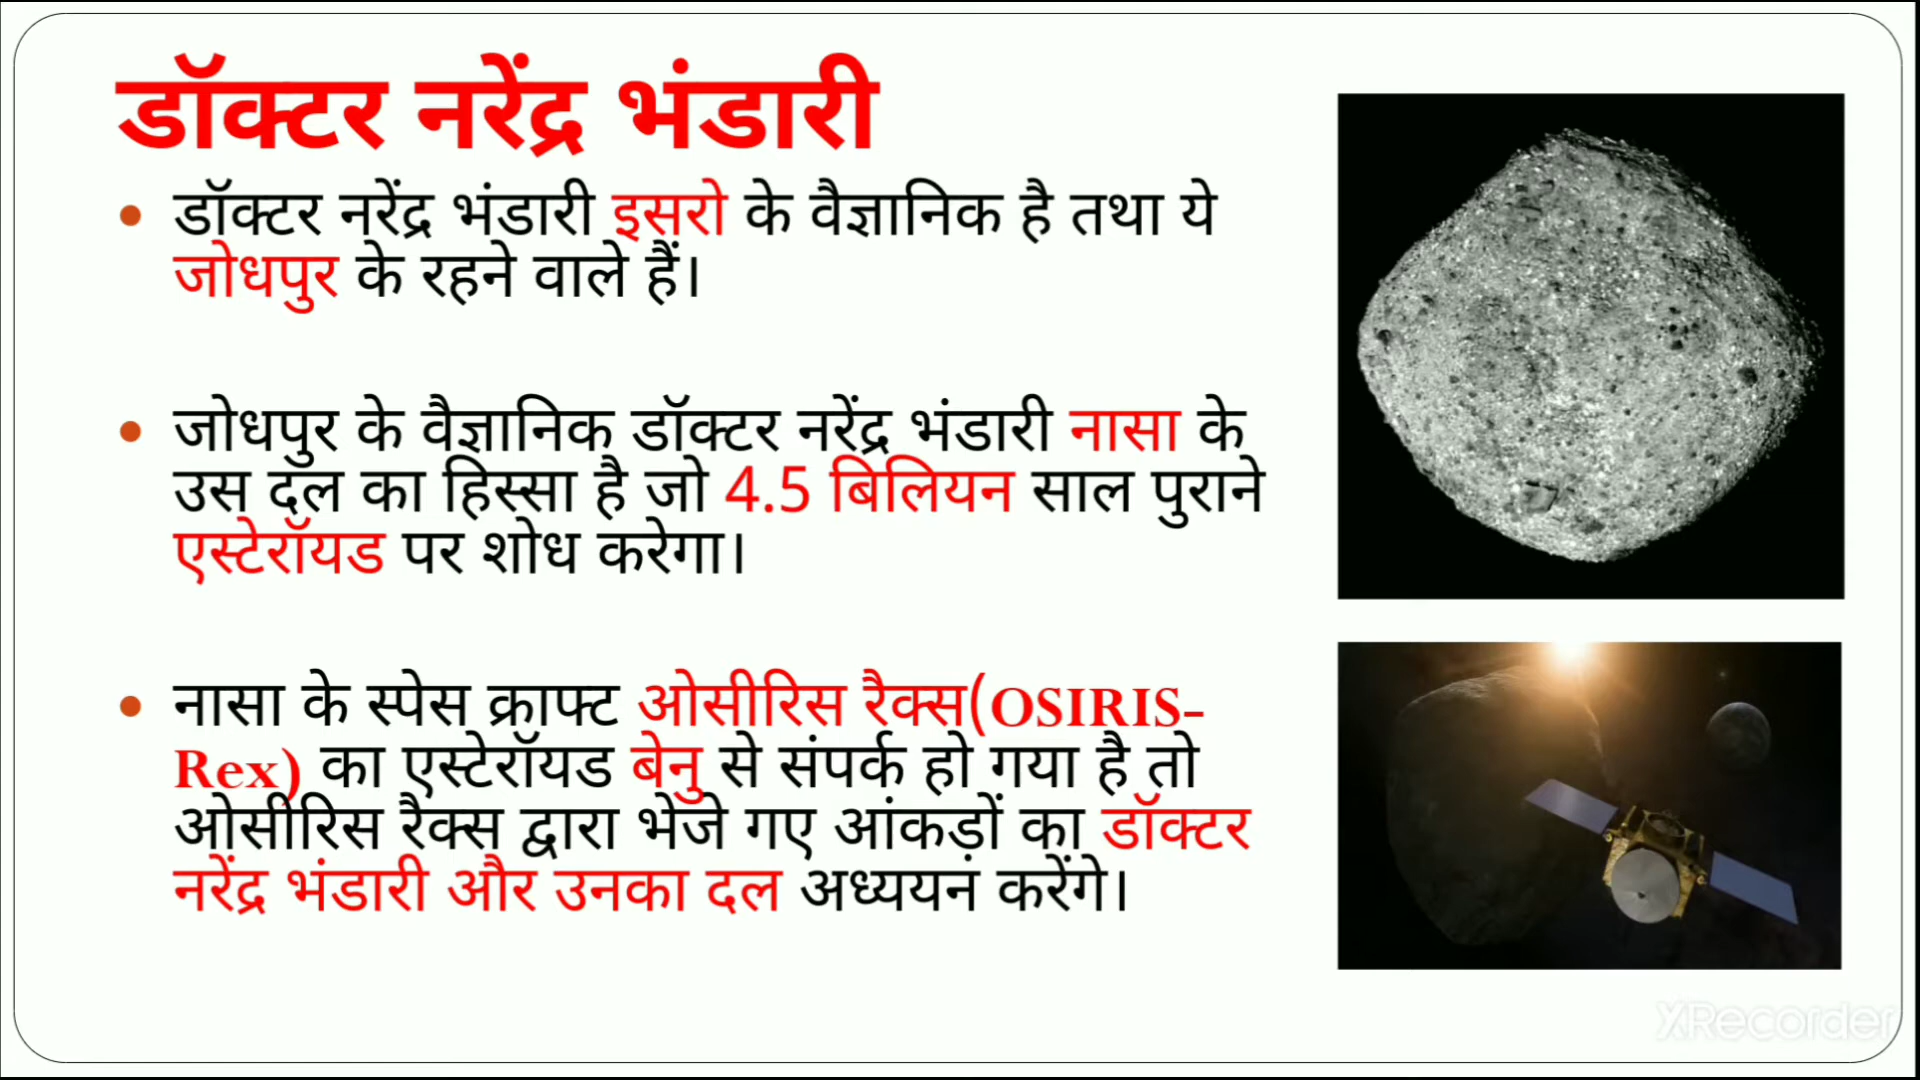 डॉक्टर नरेंद्र भंडारी
• डॉक्टर नरेंद्र भंडारी इसरो के वैज्ञानिक है तथा ये
जोधपुर के रहने वाले हैं।
• जोधपुर के वैज्ञानिक डॉक्टर नरेंद्र भंडारी नासा के
उस दल का हिस्सा है जो 4.5 बिलियन साल पुराने
एस्टेरॉयड पर शोध करेगा।
• नासा के स्पेस क्राफ्ट ओसीरिस रैक्स(OSIRIS-
Rex) का एस्टेरॉयड बेनु से संपर्क हो गया है तो
ओसीरिस रैक्स द्वारा भेजे गए आंकड़ों का डॉक्टर
नरेंद्र भंडारी और उनका दल अध्ययन करेंगे।
XRecorder